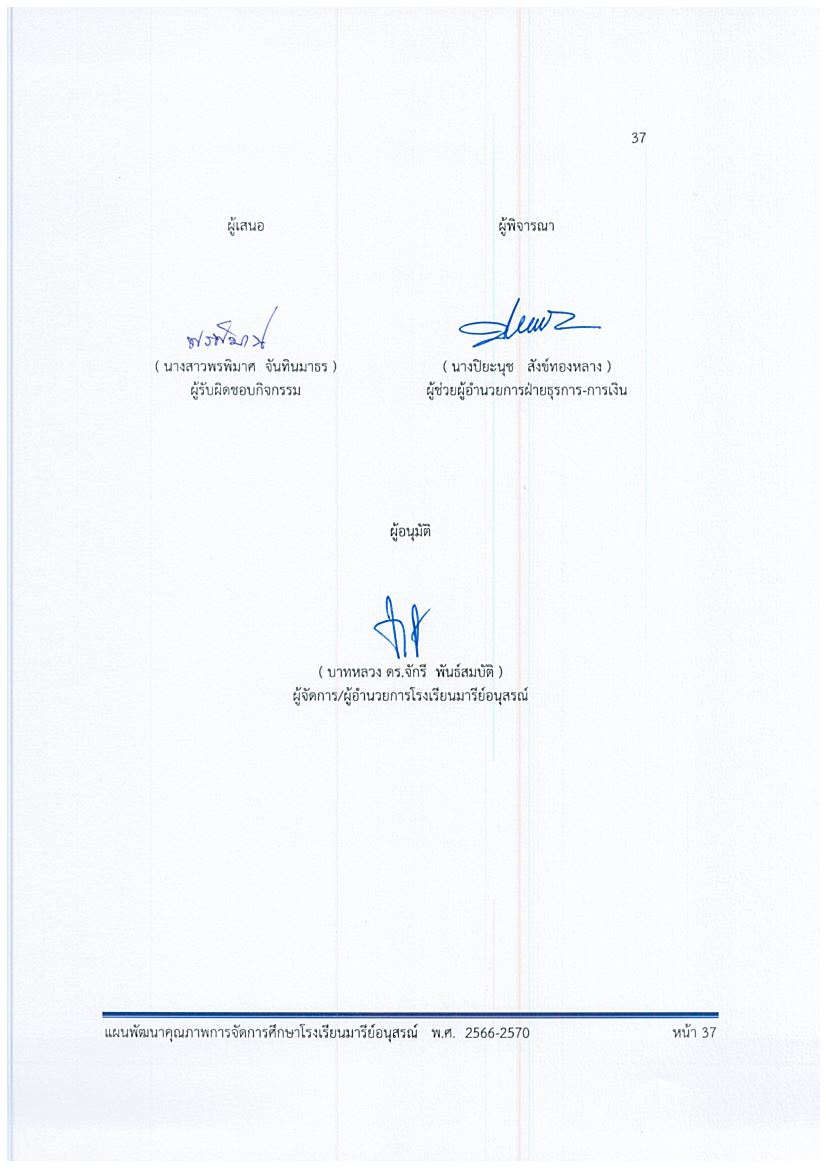 37
ผู้เสนอ ผู้พิจารณา
พรพิมาศ
( นางสาวพรพิมาศ จันทินมาธร ) ( นางปิยะนุช สังข์ทองหลาง )
ผู้รับผิดชอบกิจกรรม ผู้ช่วยผู้อำนวยการฝ่ายธุรการ-การเงิน
ผู้อนุมัติ
( บาทหลวง ดร.จักรี พันธ์สมบัติ )
ผู้จัดการ/ผู้อำนวยการโรงเรียนมารีย์อนุสรณ์
แผนพัฒนาคุณภาพการจัดการศึกษาโรงเรียนมารีย์อนุสรณ์ พ.ศ. 2566-2570 หน้า 37